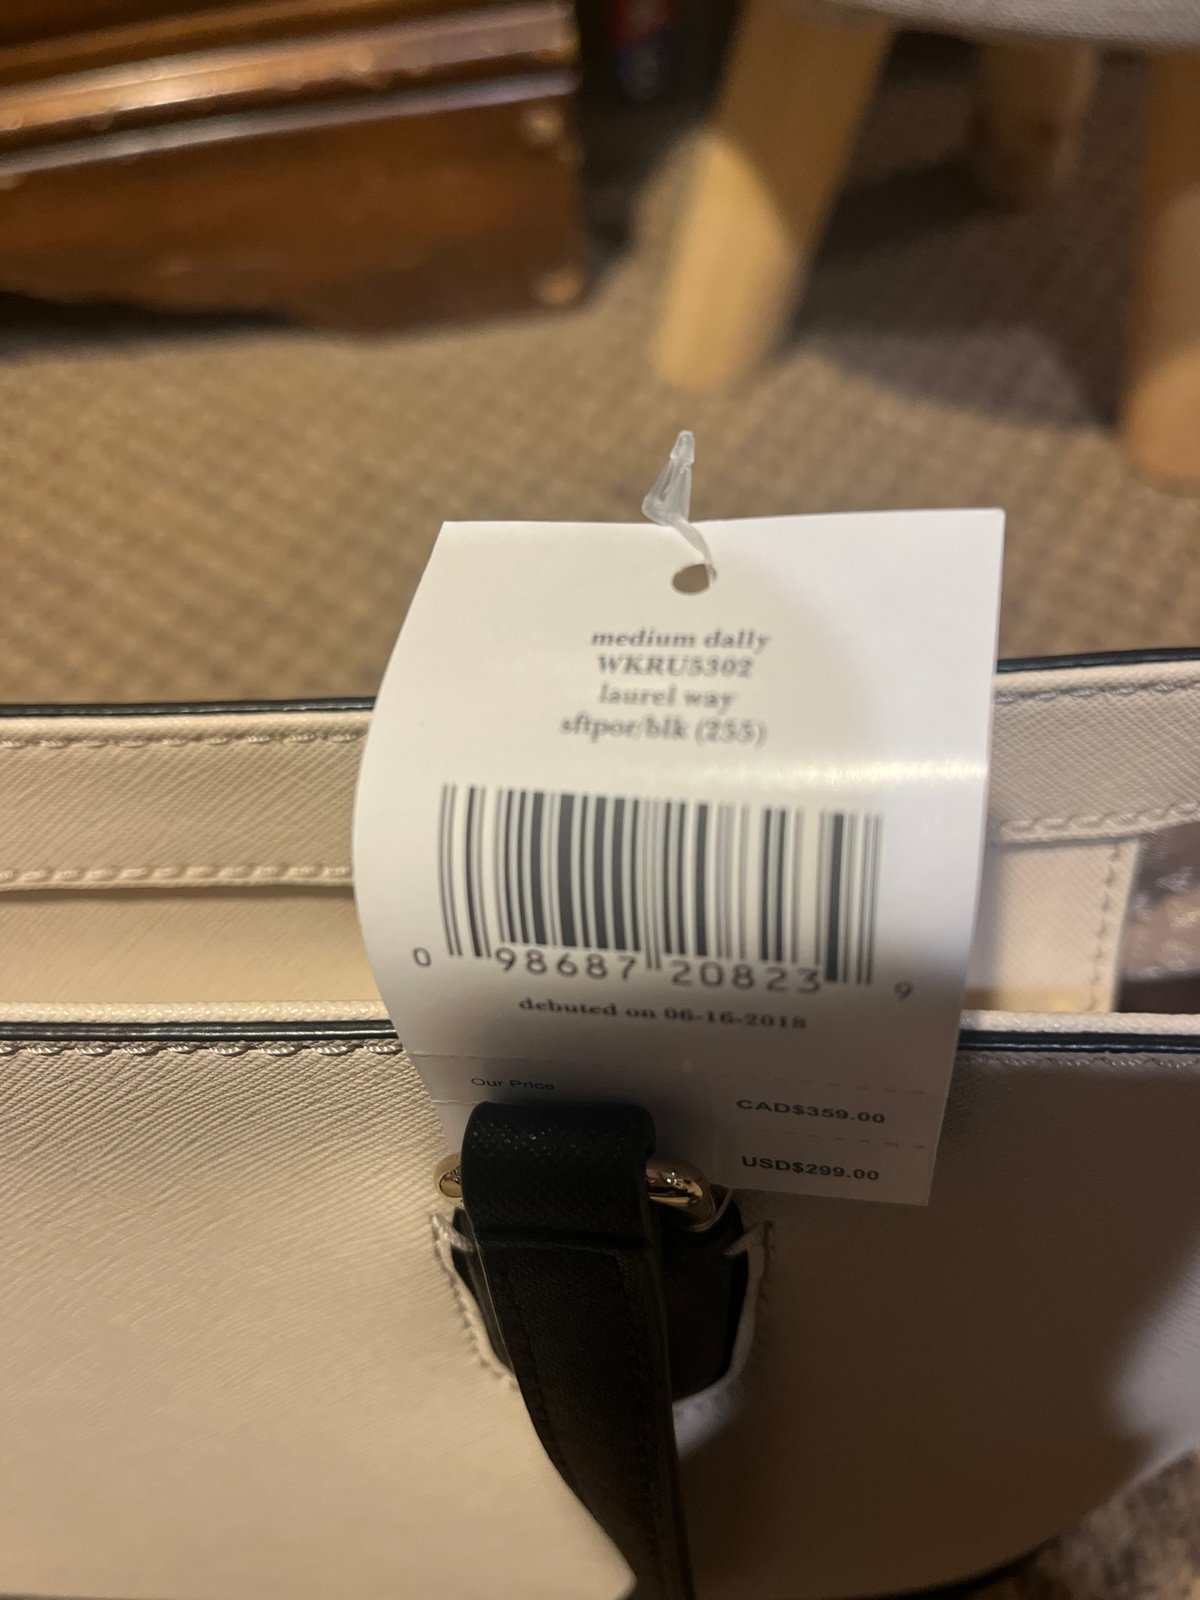 medium dally
WKRU5302
laurel way
sftpor/blk (255)
0 98687 20823 9
debuted on 06-16-2018
Our Price
CAD$359.00
USD$299.00